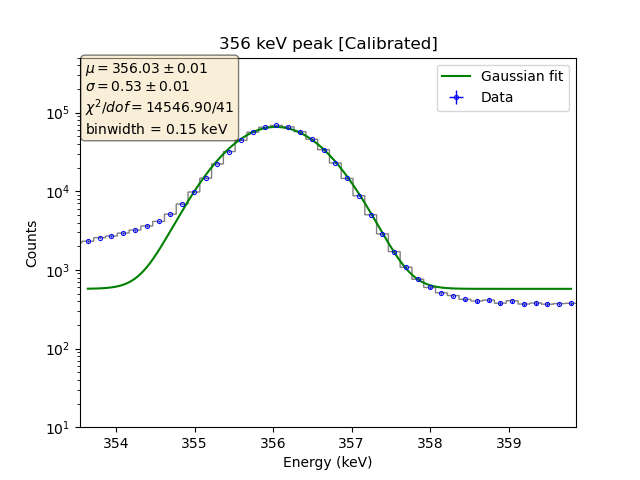 356 keV peak [Calibrated]
μ = 356.03 ± 0.01
σ = 0.53 ± 0.01
χ²/dof = 14546.90/41
binwidth = 0.15 keV
Gaussian fit
Data
10⁵
10⁴
10³
10²
10¹
Counts
354 355 356 357 358 359
Energy (keV)